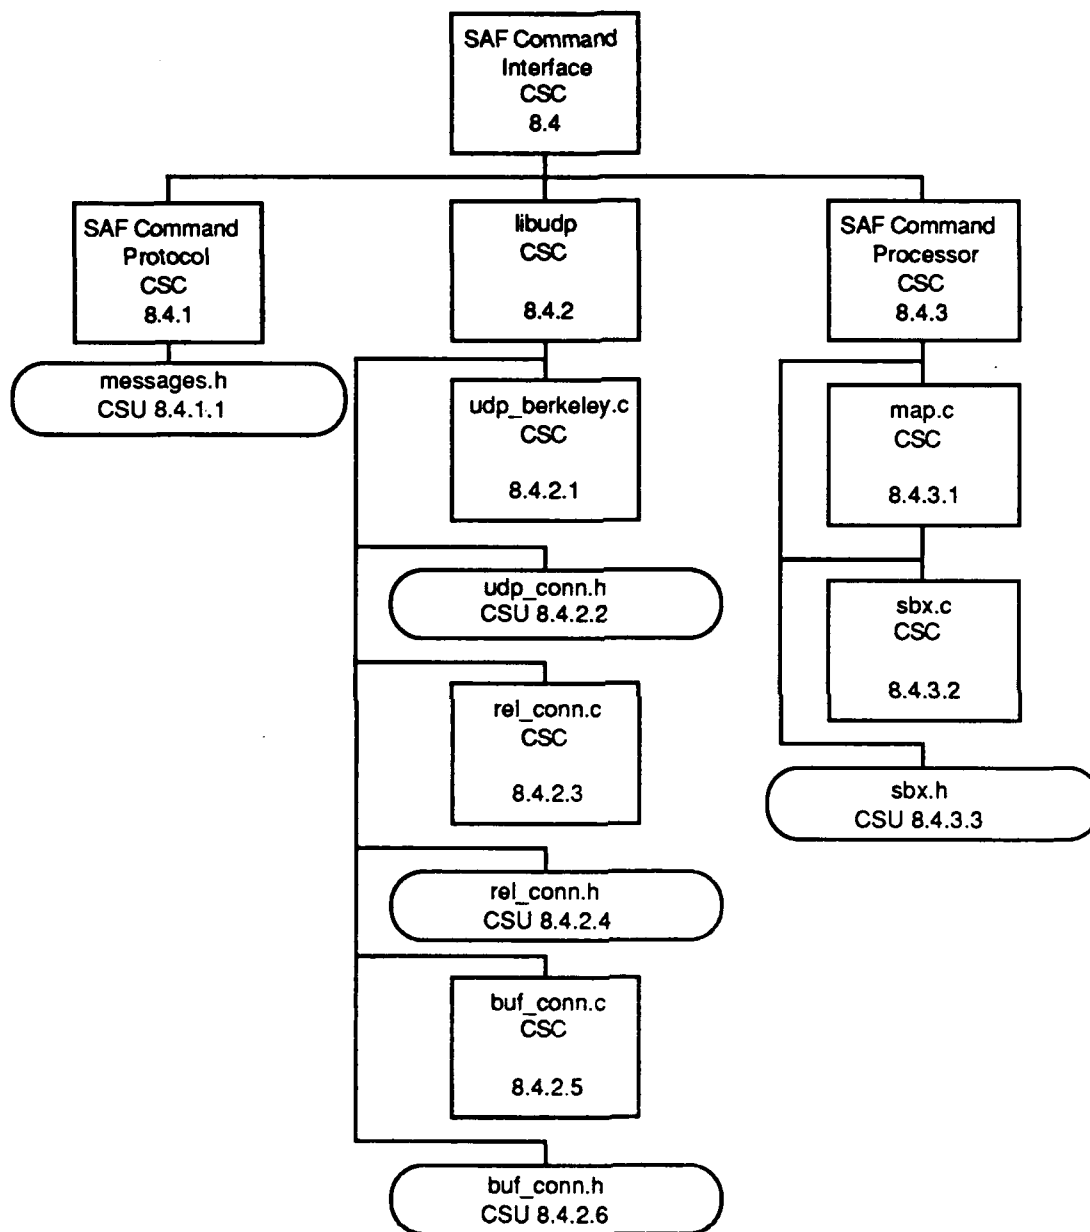 SAF Command
Interface
CSC
8.4
SAF Command
Protocol
CSC
8.4.1
messages.h
CSU 8.4.1.1
libudp
CSC
8.4.2
udp_berkeley.c
CSC
8.4.2.1
udp_conn.h
CSU 8.4.2.2
rel_conn.c
CSC
8.4.2.3
rel_conn.h
CSU 8.4.2.4
buf_conn.c
CSC
8.4.2.5
buf_conn.h
CSU 8.4.2.6
SAF Command
Processor
CSC
8.4.3
map.c
CSC
8.4.3.1
sbx.c
CSC
8.4.3.2
sbx.h
CSU 8.4.3.3